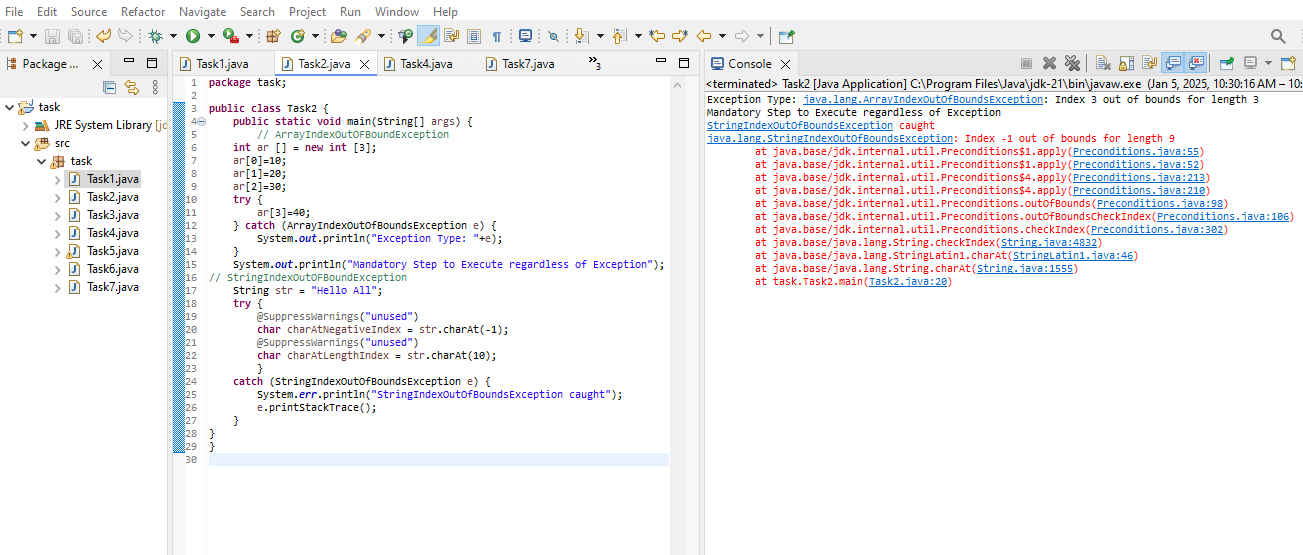 File Edit Source Refactor Navigate Search Project Run Window Help
Package ...
task
JRE System Library [jd
src
task
Task1.java
Task2.java
Task3.java
Task4.java
Task5.java
Task6.java
Task7.java
Task1.java Task2.java Task4.java Task7.java »3
1 package task;
2
3 public class Task2 {
4 public static void main(String[] args) {
5 // ArrayIndexOutOFBoundException
6 int ar [] = new int [3];
7 ar[0]=10;
8 ar[1]=20;
9 ar[2]=30;
10 try {
11 ar[3]=40;
12 } catch (ArrayIndexOutOfBoundsException e) {
13 System.out.println("Exception Type: "+e);
14 }
15 System.out.println("Mandatory Step to Execute regardless of Exception");
16 // StringIndexOutOFBoundException
17 String str = "Hello All";
18 try {
19 @SuppressWarnings("unused")
20 char charAtNegativeIndex = str.charAt(-1);
21 @SuppressWarnings("unused")
22 char charAtLengthIndex = str.charAt(10);
23 }
24 catch (StringIndexOutOfBoundsException e) {
25 System.err.println("StringIndexOutOfBoundsException caught");
26 e.printStackTrace();
27 }
28 }
29 }
30
Console
<terminated> Task2 [Java Application] C:\Program Files\Java\jdk-21\bin\javaw.exe (Jan 5, 2025, 10:30:16 AM – 10:
Exception Type: java.lang.ArrayIndexOutOfBoundsException: Index 3 out of bounds for length 3
Mandatory Step to Execute regardless of Exception
StringIndexOutOfBoundsException caught
java.lang.StringIndexOutOfBoundsException: Index -1 out of bounds for length 9
at java.base/jdk.internal.util.Preconditions$1.apply(Preconditions.java:55)
at java.base/jdk.internal.util.Preconditions$1.apply(Preconditions.java:52)
at java.base/jdk.internal.util.Preconditions$4.apply(Preconditions.java:213)
at java.base/jdk.internal.util.Preconditions$4.apply(Preconditions.java:210)
at java.base/jdk.internal.util.Preconditions.outOfBounds(Preconditions.java:98)
at java.base/jdk.internal.util.Preconditions.outOfBoundsCheckIndex(Preconditions.java:106)
at java.base/jdk.internal.util.Preconditions.checkIndex(Preconditions.java:302)
at java.base/java.lang.String.checkIndex(String.java:4832)
at java.base/java.lang.StringLatin1.charAt(StringLatin1.java:46)
at java.base/java.lang.String.charAt(String.java:1555)
at task.Task2.main(Task2.java:20)